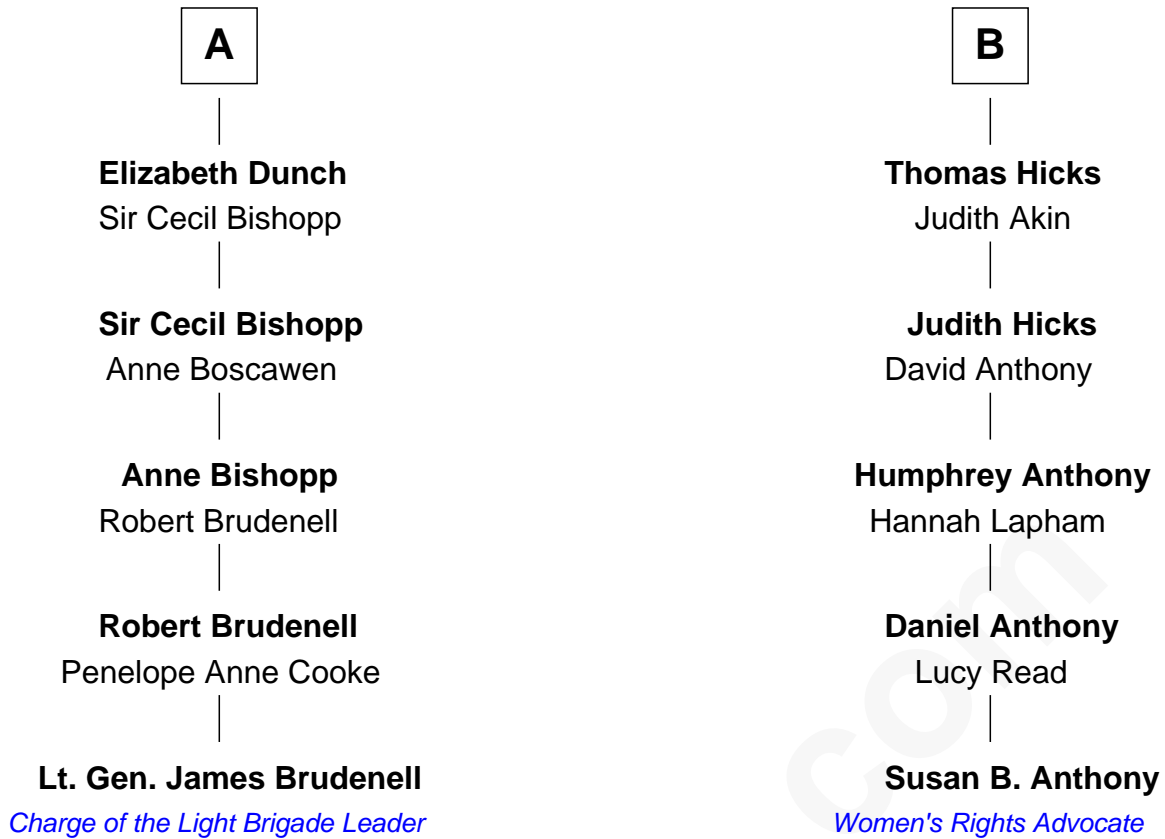 A
B
Elizabeth Dunch
Sir Cecil Bishopp
Thomas Hicks
Judith Akin
Sir Cecil Bishopp
Anne Boscawen
Judith Hicks
David Anthony
Anne Bishopp
Robert Brudenell
Humphrey Anthony
Hannah Lapham
Robert Brudenell
Penelope Anne Cooke
Daniel Anthony
Lucy Read
Lt. Gen. James Brudenell
Charge of the Light Brigade Leader
Susan B. Anthony
Women's Rights Advocate
com